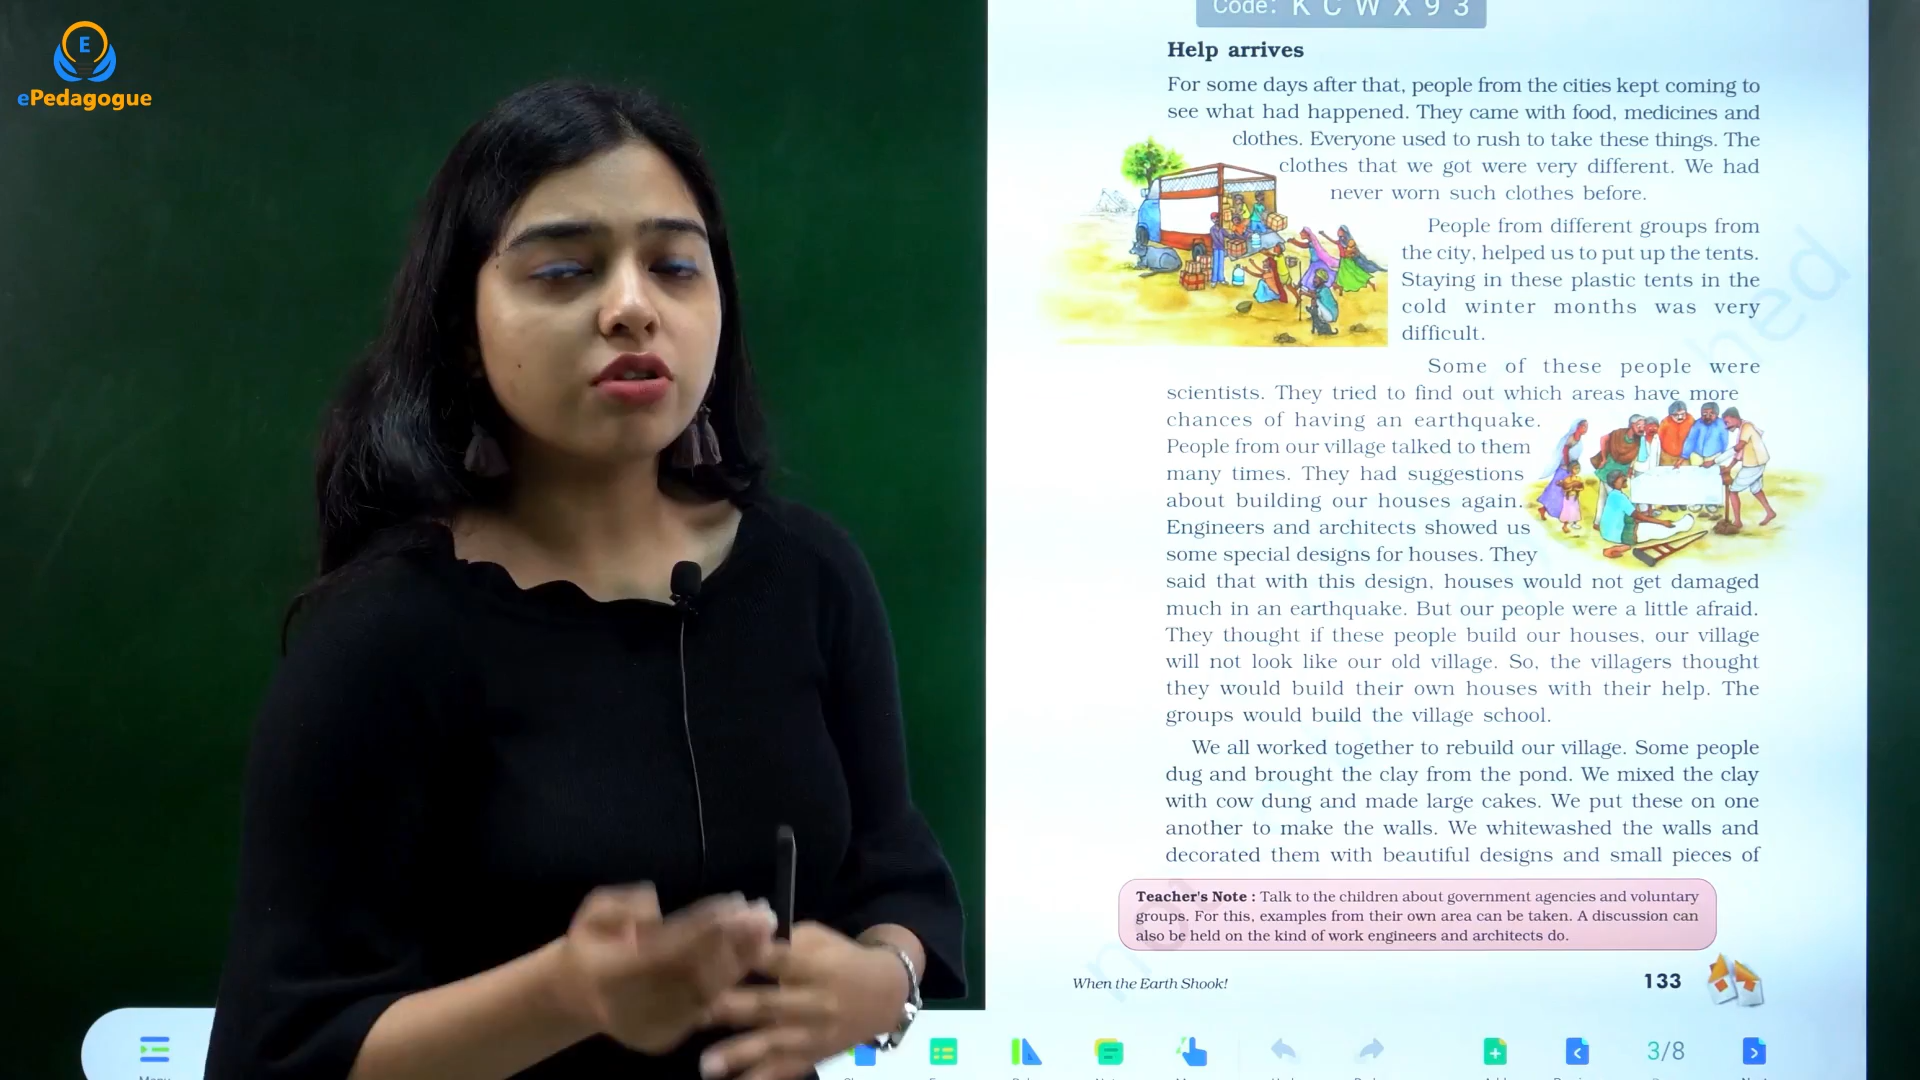 E
ePedagogue
Code: K C W X 9 3
Help arrives
For some days after that, people from the cities kept coming to
see what had happened. They came with food, medicines and
clothes. Everyone used to rush to take these things. The
clothes that we got were very different. We had
never worn such clothes before.
People from different groups from
the city, helped us to put up the tents.
Staying in these plastic tents in the
cold winter months was very
difficult.
Some of these people were
scientists. They tried to find out which areas have more
chances of having an earthquake.
People from our village talked to them
many times. They had suggestions
about building our houses again.
Engineers and architects showed us
some special designs for houses. They
said that with this design, houses would not get damaged
much in an earthquake. But our people were a little afraid.
They thought if these people build our houses, our village
will not look like our old village. So, the villagers thought
they would build their own houses with their help. The
groups would build the village school.
We all worked together to rebuild our village. Some people
dug and brought the clay from the pond. We mixed the clay
with cow dung and made large cakes. We put these on one
another to make the walls. We whitewashed the walls and
decorated them with beautiful designs and small pieces of
Teacher's Note : Talk to the children about government agencies and voluntary
groups. For this, examples from their own area can be taken. A discussion can
also be held on the kind of work engineers and architects do.
When the Earth Shook!
133
3/8